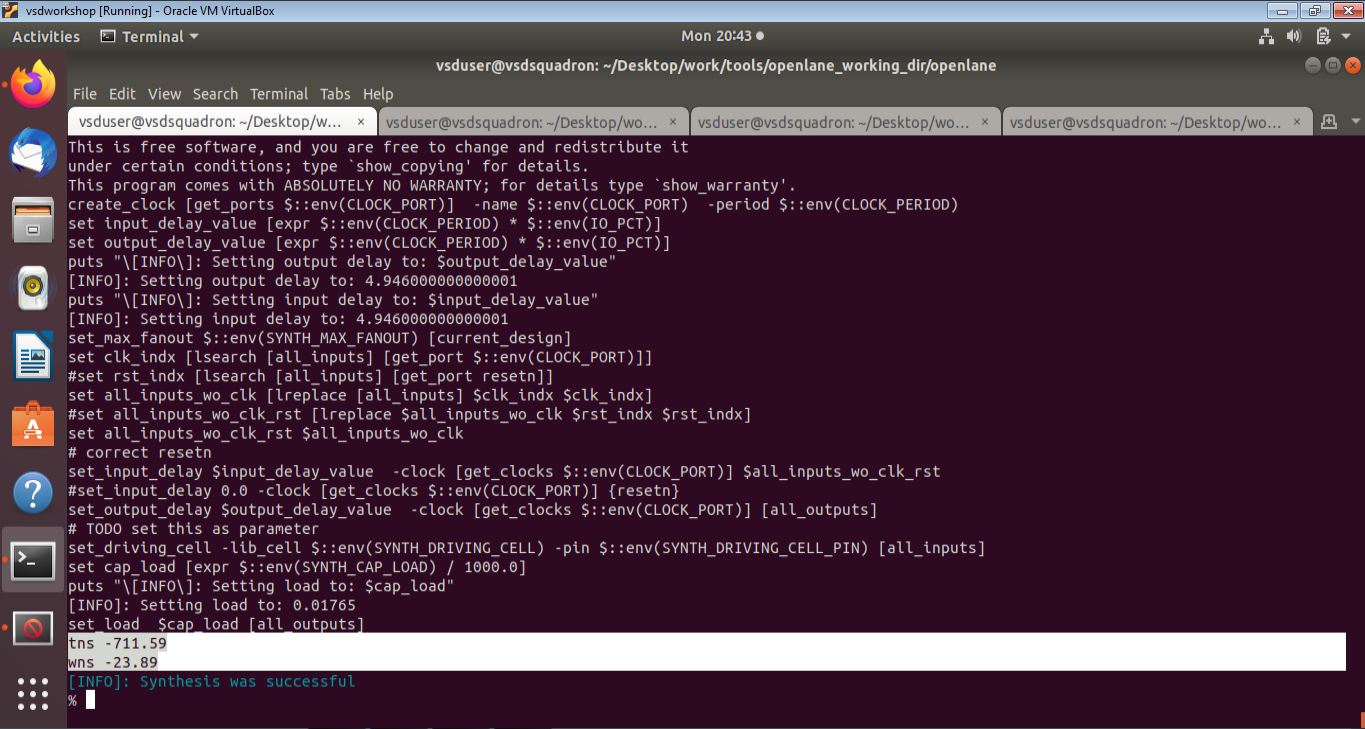 vsdworkshop [Running] - Oracle VM VirtualBox
Activities Terminal Mon 20:43
vsduser@vsdsquadron: ~/Desktop/work/tools/openlane_working_dir/openlane
File Edit View Search Terminal Tabs Help
vsduser@vsdsquadron: ~/Desktop/w... × vsduser@vsdsquadron: ~/Desktop/wo... × vsduser@vsdsquadron: ~/Desktop/wo... × vsduser@vsdsquadron: ~/Desktop/wo... ×
This is free software, and you are free to change and redistribute it
under certain conditions; type `show_copying' for details.
This program comes with ABSOLUTELY NO WARRANTY; for details type `show_warranty'.
create_clock [get_ports $::env(CLOCK_PORT)]  -name $::env(CLOCK_PORT)  -period $::env(CLOCK_PERIOD)
set input_delay_value [expr $::env(CLOCK_PERIOD) * $::env(IO_PCT)]
set output_delay_value [expr $::env(CLOCK_PERIOD) * $::env(IO_PCT)]
puts "\[INFO\]: Setting output delay to: $output_delay_value"
[INFO]: Setting output delay to: 4.946000000000001
puts "\[INFO\]: Setting input delay to: $input_delay_value"
[INFO]: Setting input delay to: 4.946000000000001
set_max_fanout $::env(SYNTH_MAX_FANOUT) [current_design]
set clk_indx [lsearch [all_inputs] [get_port $::env(CLOCK_PORT)]]
#set rst_indx [lsearch [all_inputs] [get_port resetn]]
set all_inputs_wo_clk [lreplace [all_inputs] $clk_indx $clk_indx]
#set all_inputs_wo_clk_rst [lreplace $all_inputs_wo_clk $rst_indx $rst_indx]
set all_inputs_wo_clk_rst $all_inputs_wo_clk
# correct resetn
set_input_delay $input_delay_value  -clock [get_clocks $::env(CLOCK_PORT)] $all_inputs_wo_clk_rst
#set_input_delay 0.0 -clock [get_clocks $::env(CLOCK_PORT)] {resetn}
set_output_delay $output_delay_value  -clock [get_clocks $::env(CLOCK_PORT)] [all_outputs]
# TODO set this as parameter
set_driving_cell -lib_cell $::env(SYNTH_DRIVING_CELL) -pin $::env(SYNTH_DRIVING_CELL_PIN) [all_inputs]
set cap_load [expr $::env(SYNTH_CAP_LOAD) / 1000.0]
puts "\[INFO\]: Setting load to: $cap_load"
[INFO]: Setting load to: 0.01765
set_load  $cap_load [all_outputs]
tns -711.59
wns -23.89
[INFO]: Synthesis was successful
%